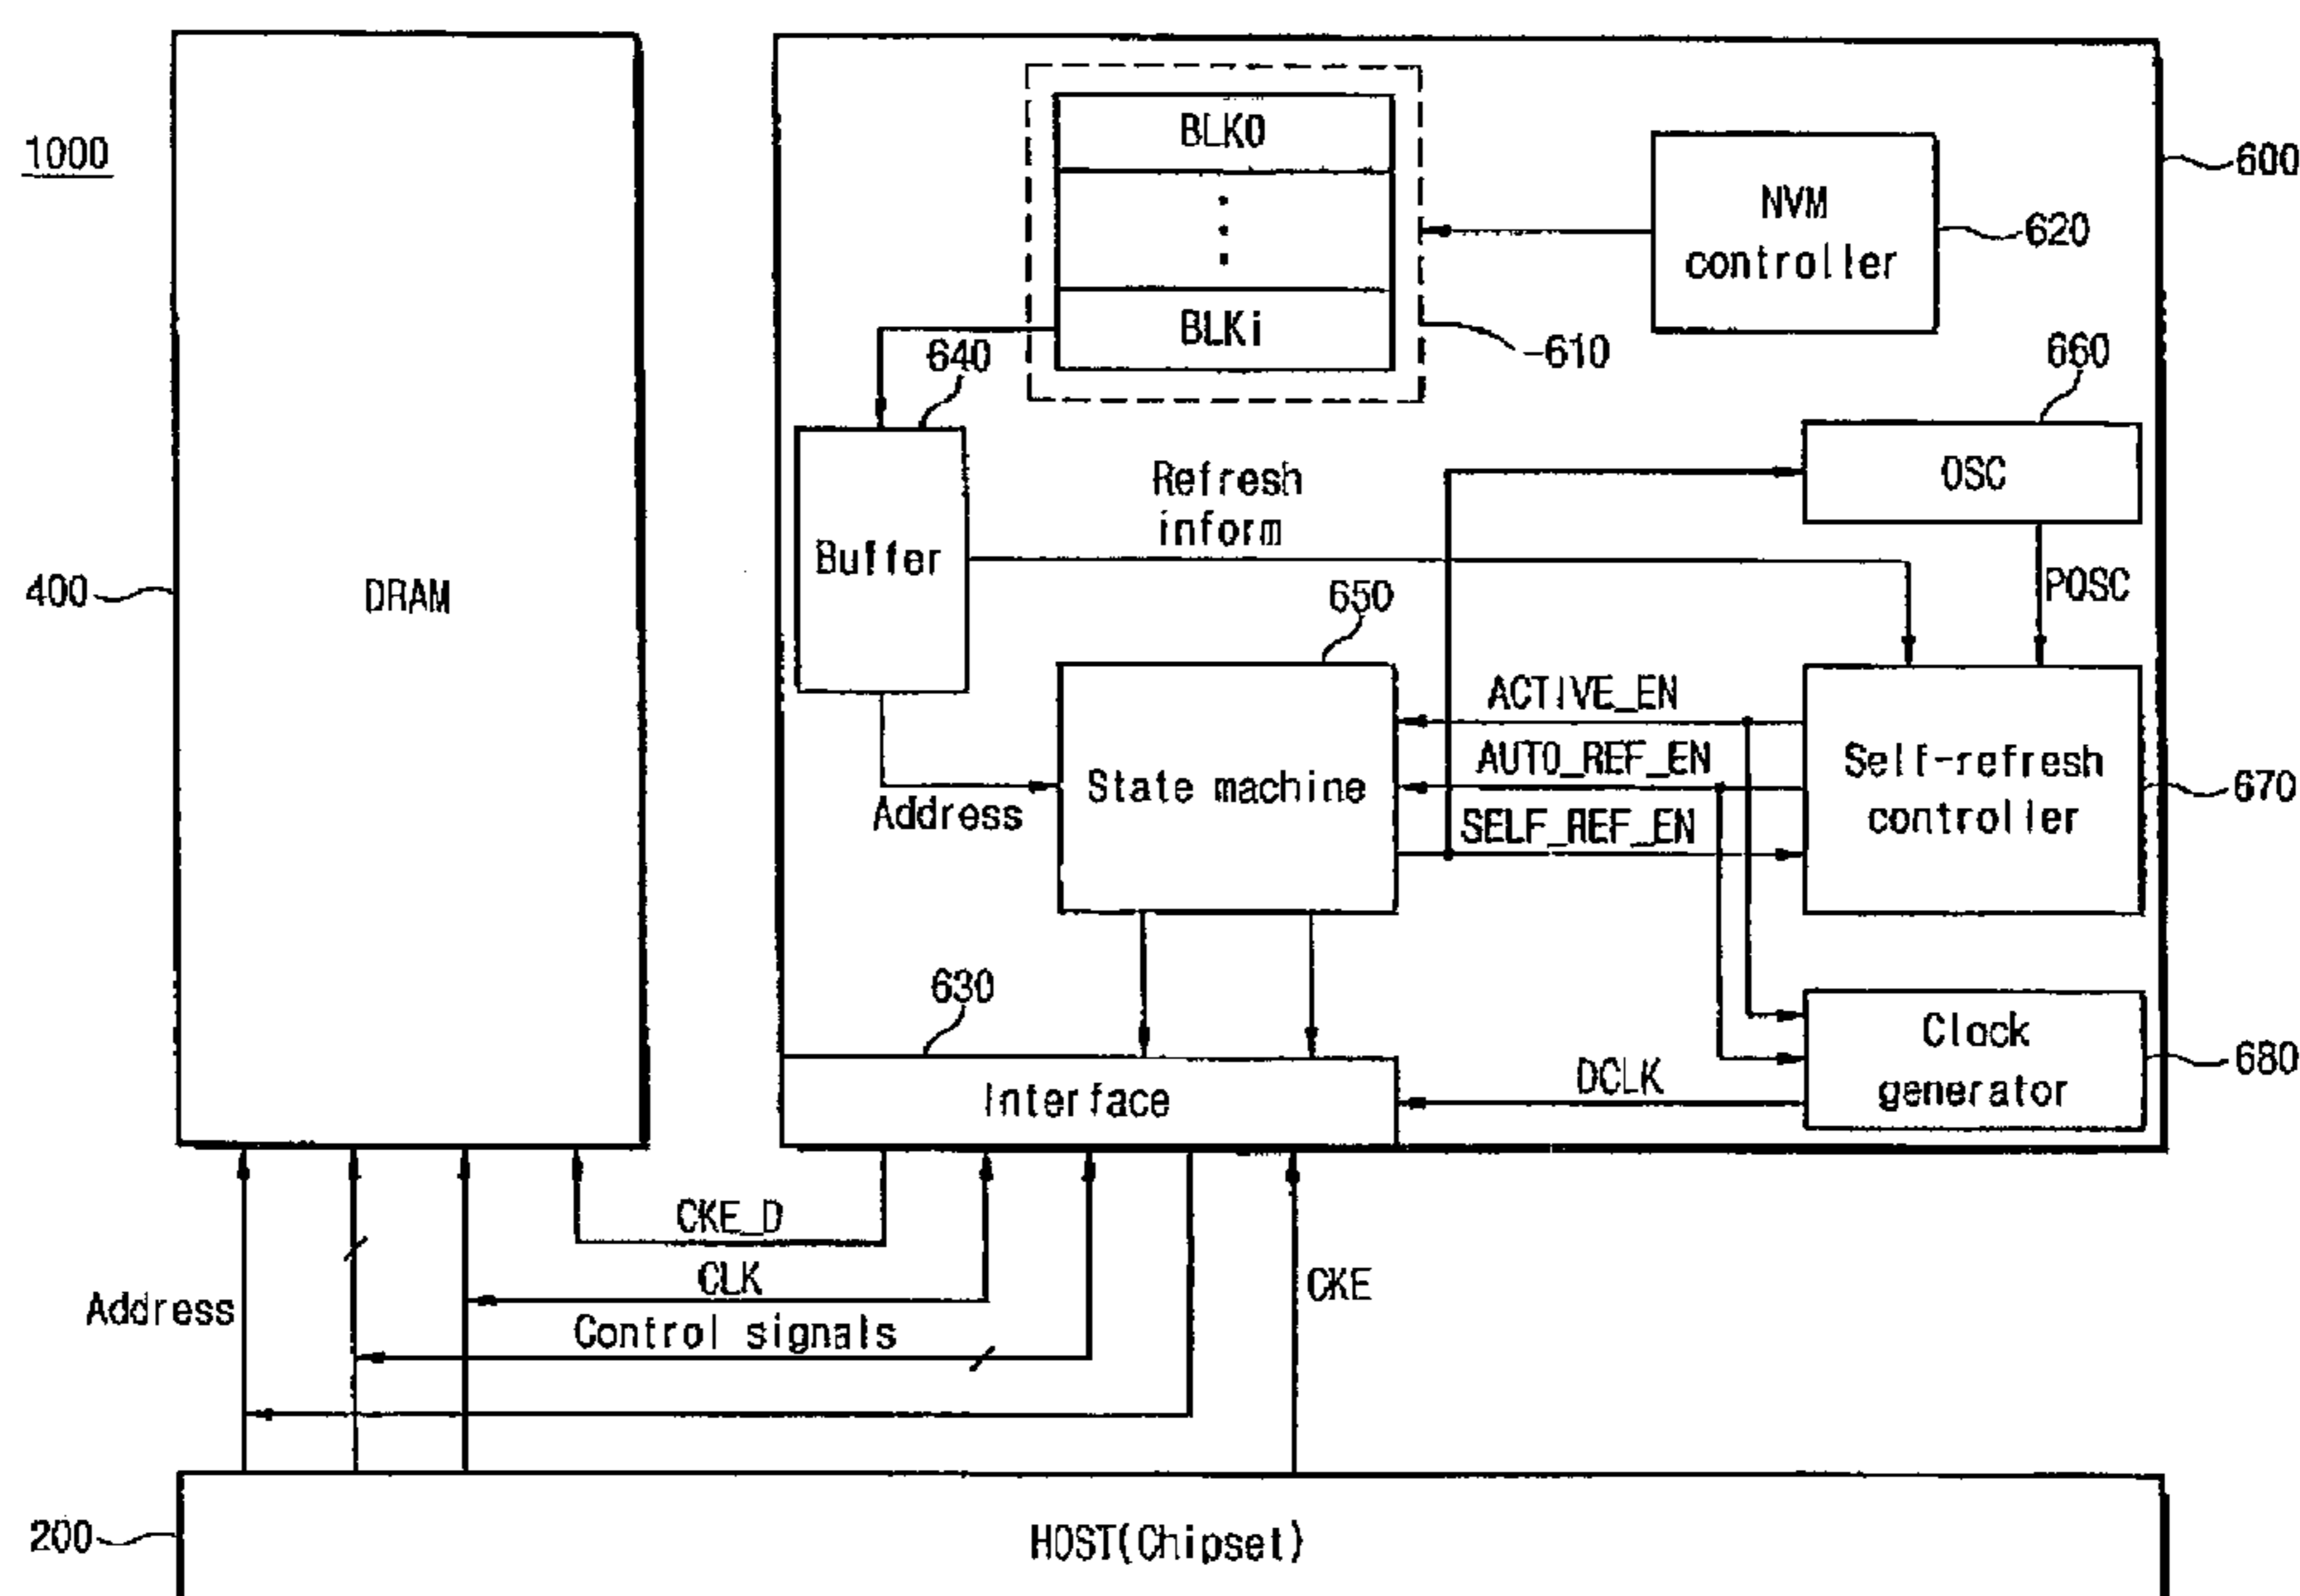 1000
BLK0
BLKi
NVM
controller
600
620
610
640
660
OSC
Refresh
inform
Buffer
POSC
400
DRAM
650
ACTIVE_EN
AUTO_REF_EN
SELF_REF_EN
State machine
Self-refresh
controller
670
Address
630
Interface
DCLK
Clock
generator
680
CKE_D
CLK
CKE
Address
Control signals
200
HOST(Chipset)